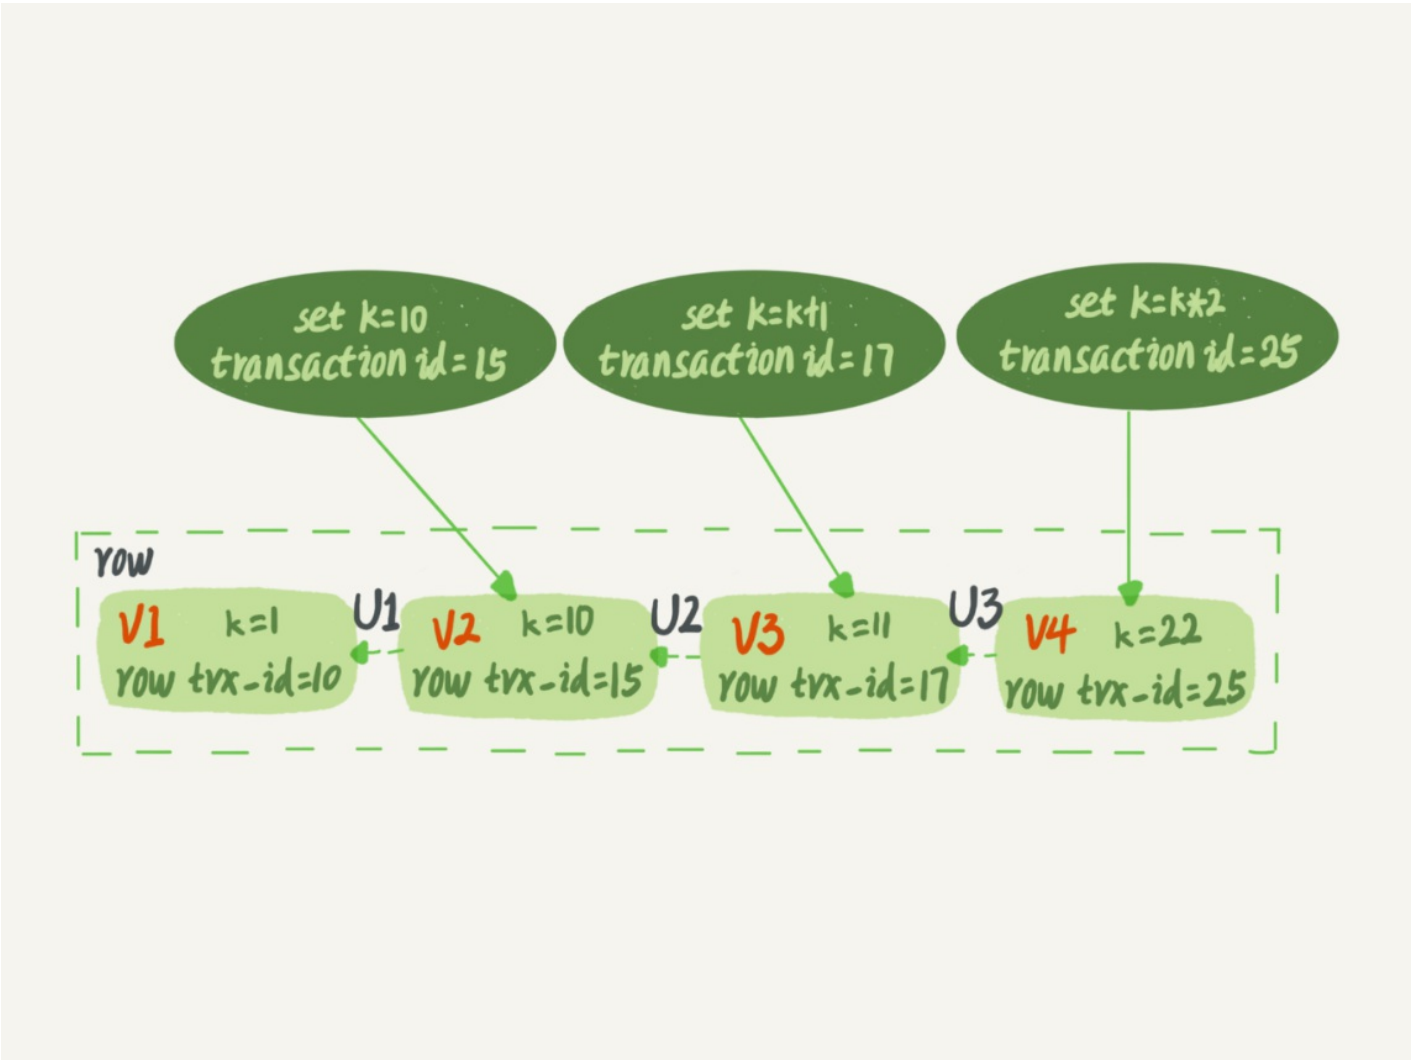 set k=10
transaction id=15
set k=k+1
transaction id=17
set k=k*2
transaction id=25
row
V1 k=1
row trx-id=10
U1
V2 k=10
row trx-id=15
U2
V3 k=11
row trx-id=17
U3
V4 k=22
row trx-id=25